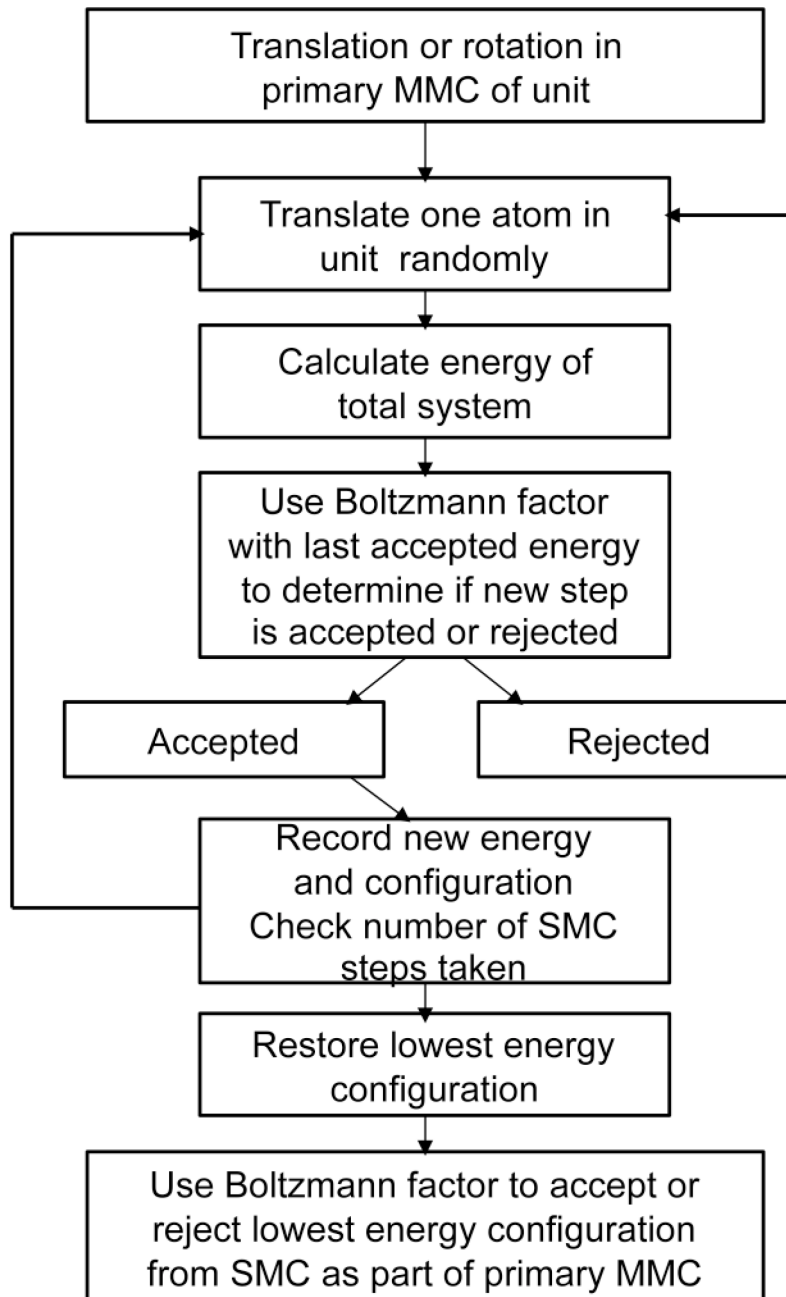 Translation or rotation in
primary MMC of unit
Translate one atom in
unit randomly
Calculate energy of
total system
Use Boltzmann factor
with last accepted energy
to determine if new step
is accepted or rejected
Accepted
Rejected
Record new energy
and configuration
Check number of SMC
steps taken
Restore lowest energy
configuration
Use Boltzmann factor to accept or
reject lowest energy configuration
from SMC as part of primary MMC